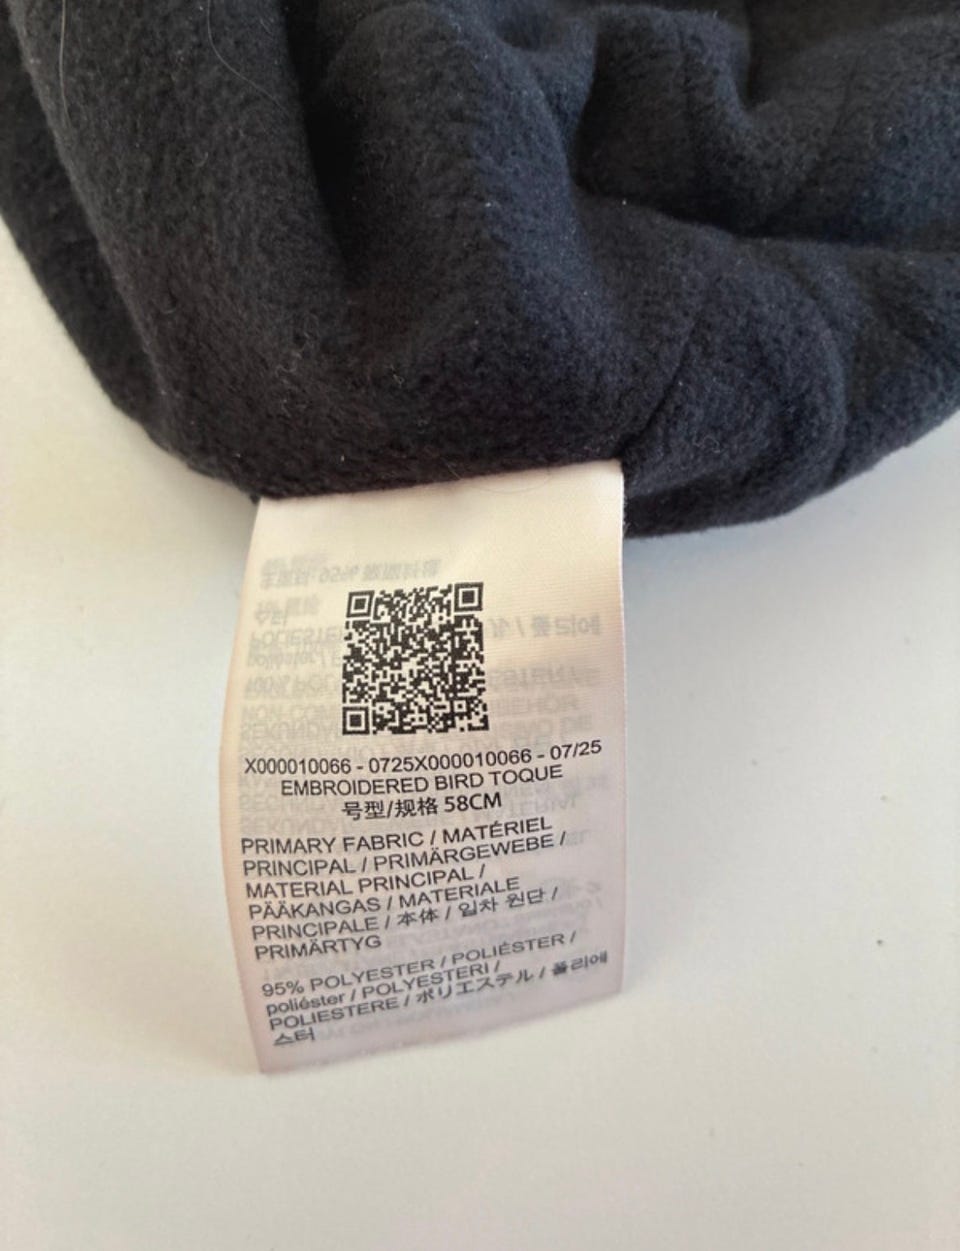 X000010066 - 0725X000010066 - 07/25
EMBROIDERED BIRD TOQUE
号型/规格 58CM
PRIMARY FABRIC / MATÉRIEL
PRINCIPAL / PRIMÄRGEWEBE /
MATERIAL PRINCIPAL /
PÄÄKANGAS / MATERIALE
PRINCIPALE / 本体 / 일차 원단 /
PRIMÄRTYG
95% POLYESTER / POLIÉSTER /
poliéster / POLYESTERI /
POLIESTERE / ポリエステル / 폴리에
스터